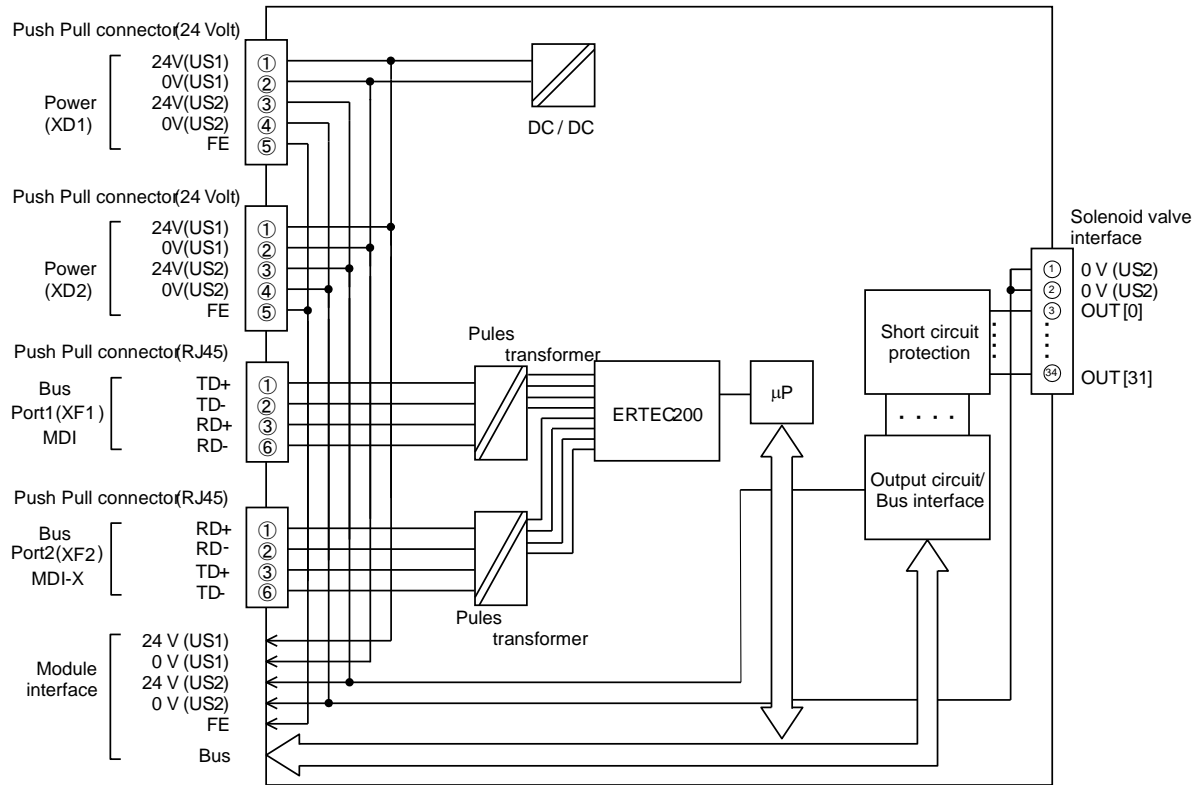 Push Pull connector(24 Volt)
24V(US1) ①
0V(US1) ②
24V(US2) ③
0V(US2) ④
FE ⑤
Power
(XD1)
DC / DC
Push Pull connector(24 Volt)
24V(US1) ①
0V(US1) ②
24V(US2) ③
0V(US2) ④
FE ⑤
Power
(XD2)
Push Pull connector(RJ45)
TD+ ①
TD- ②
RD+ ③
RD- ⑥
Bus
Port1(XF1)
MDI
Pules
transformer
ERTEC200
μP
Push Pull connector(RJ45)
RD+ ①
RD- ②
TD+ ③
TD- ⑥
Bus
Port2(XF2)
MDI-X
Pules
transformer
Module
interface
24 V (US1)
0 V (US1)
24 V (US2)
0 V (US2)
FE
Bus
Short circuit
protection
Output circuit/
Bus interface
Solenoid valve
interface
① 0 V (US2)
② 0 V (US2)
③ OUT [0]
㉞ OUT [31]